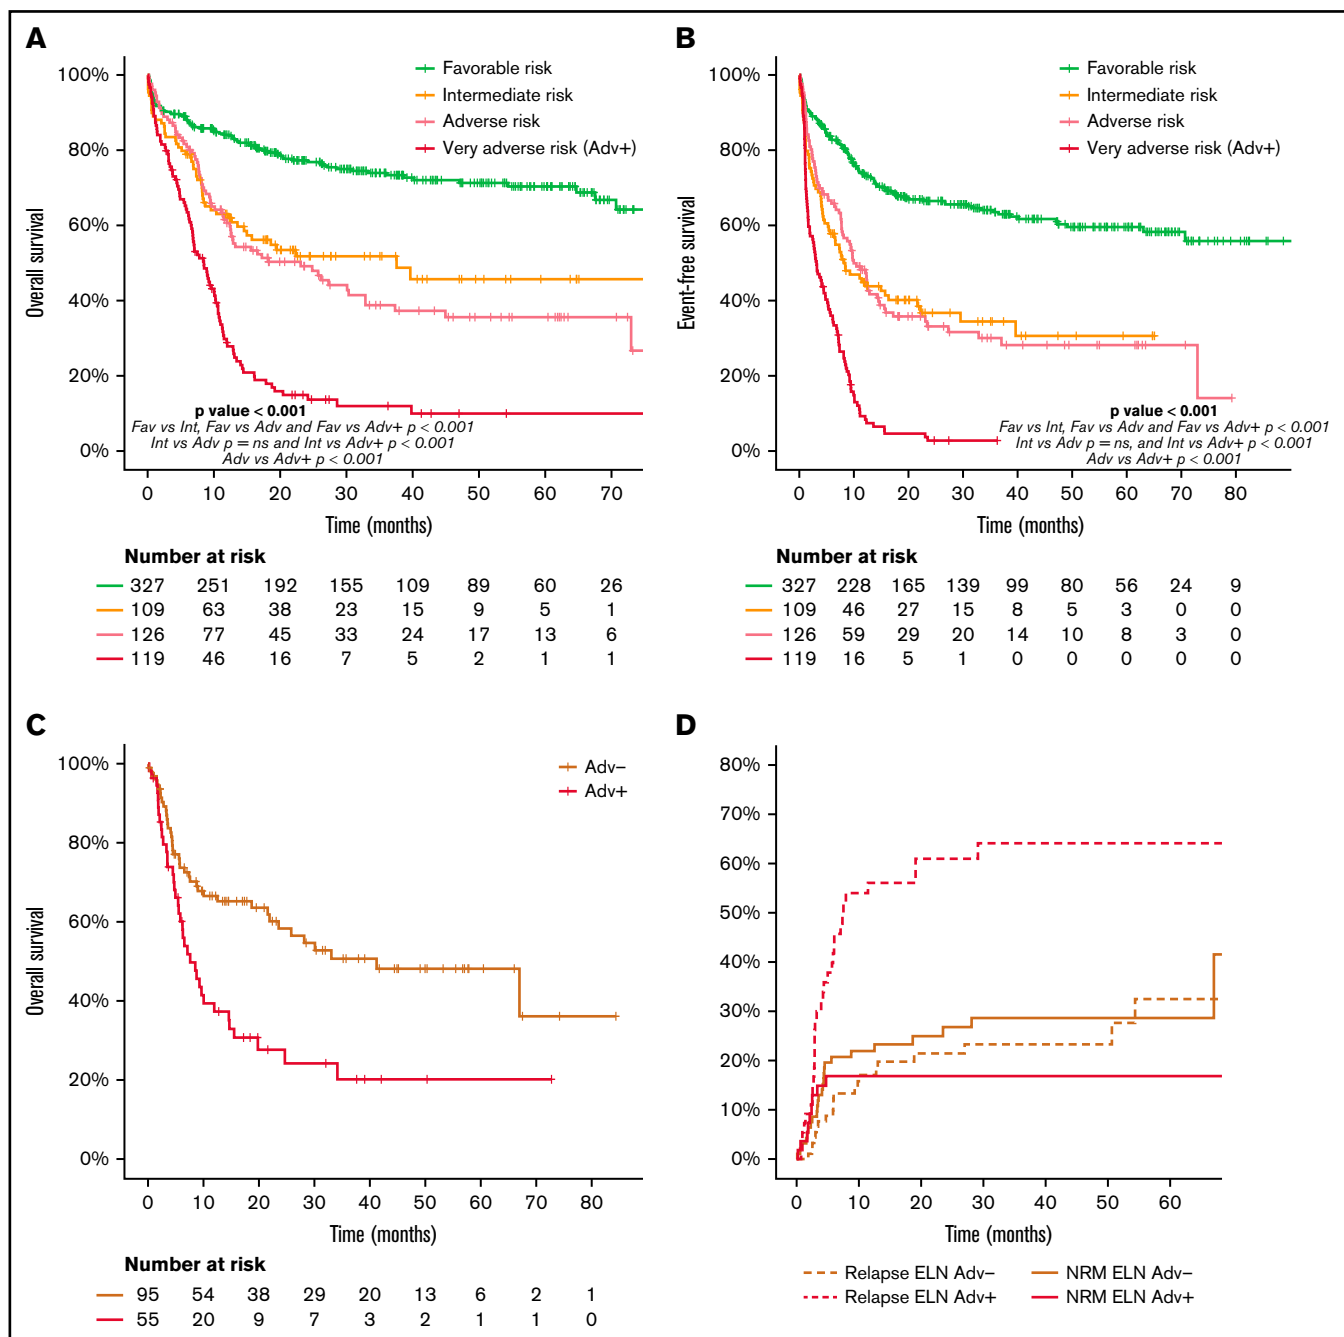 A
Overall survival
100%
80%
60%
40%
20%
0%
Favorable risk
Intermediate risk
Adverse risk
Very adverse risk (Adv+)
p value < 0.001
Fav vs Int, Fav vs Adv and Fav vs Adv+ p < 0.001
Int vs Adv p = ns and Int vs Adv+ p < 0.001
Adv vs Adv+ p < 0.001
0 10 20 30 40 50 60 70
Time (months)
Number at risk
327 251 192 155 109 89 60 26
109 63 38 23 15 9 5 1
126 77 45 33 24 17 13 6
119 46 16 7 5 2 1 1
B
Event-free survival
100%
80%
60%
40%
20%
0%
Favorable risk
Intermediate risk
Adverse risk
Very adverse risk (Adv+)
p value < 0.001
Fav vs Int, Fav vs Adv and Fav vs Adv+ p < 0.001
Int vs Adv p = ns, and Int vs Adv+ p < 0.001
Adv vs Adv+ p < 0.001
0 10 20 30 40 50 60 70 80
Time (months)
Number at risk
327 228 165 139 99 80 56 24 9
109 46 27 15 8 5 3 0 0
126 59 29 20 14 10 8 3 0
119 16 5 1 0 0 0 0 0
C
Overall survival
100%
80%
60%
40%
20%
0%
Adv−
Adv+
0 10 20 30 40 50 60 70 80
Time (months)
Number at risk
95 54 38 29 20 13 6 2 1
55 20 9 7 3 2 1 1 0
D
80%
70%
60%
50%
40%
30%
20%
10%
0%
0 10 20 30 40 50 60
Time (months)
Relapse ELN Adv− NRM ELN Adv−
Relapse ELN Adv+ NRM ELN Adv+